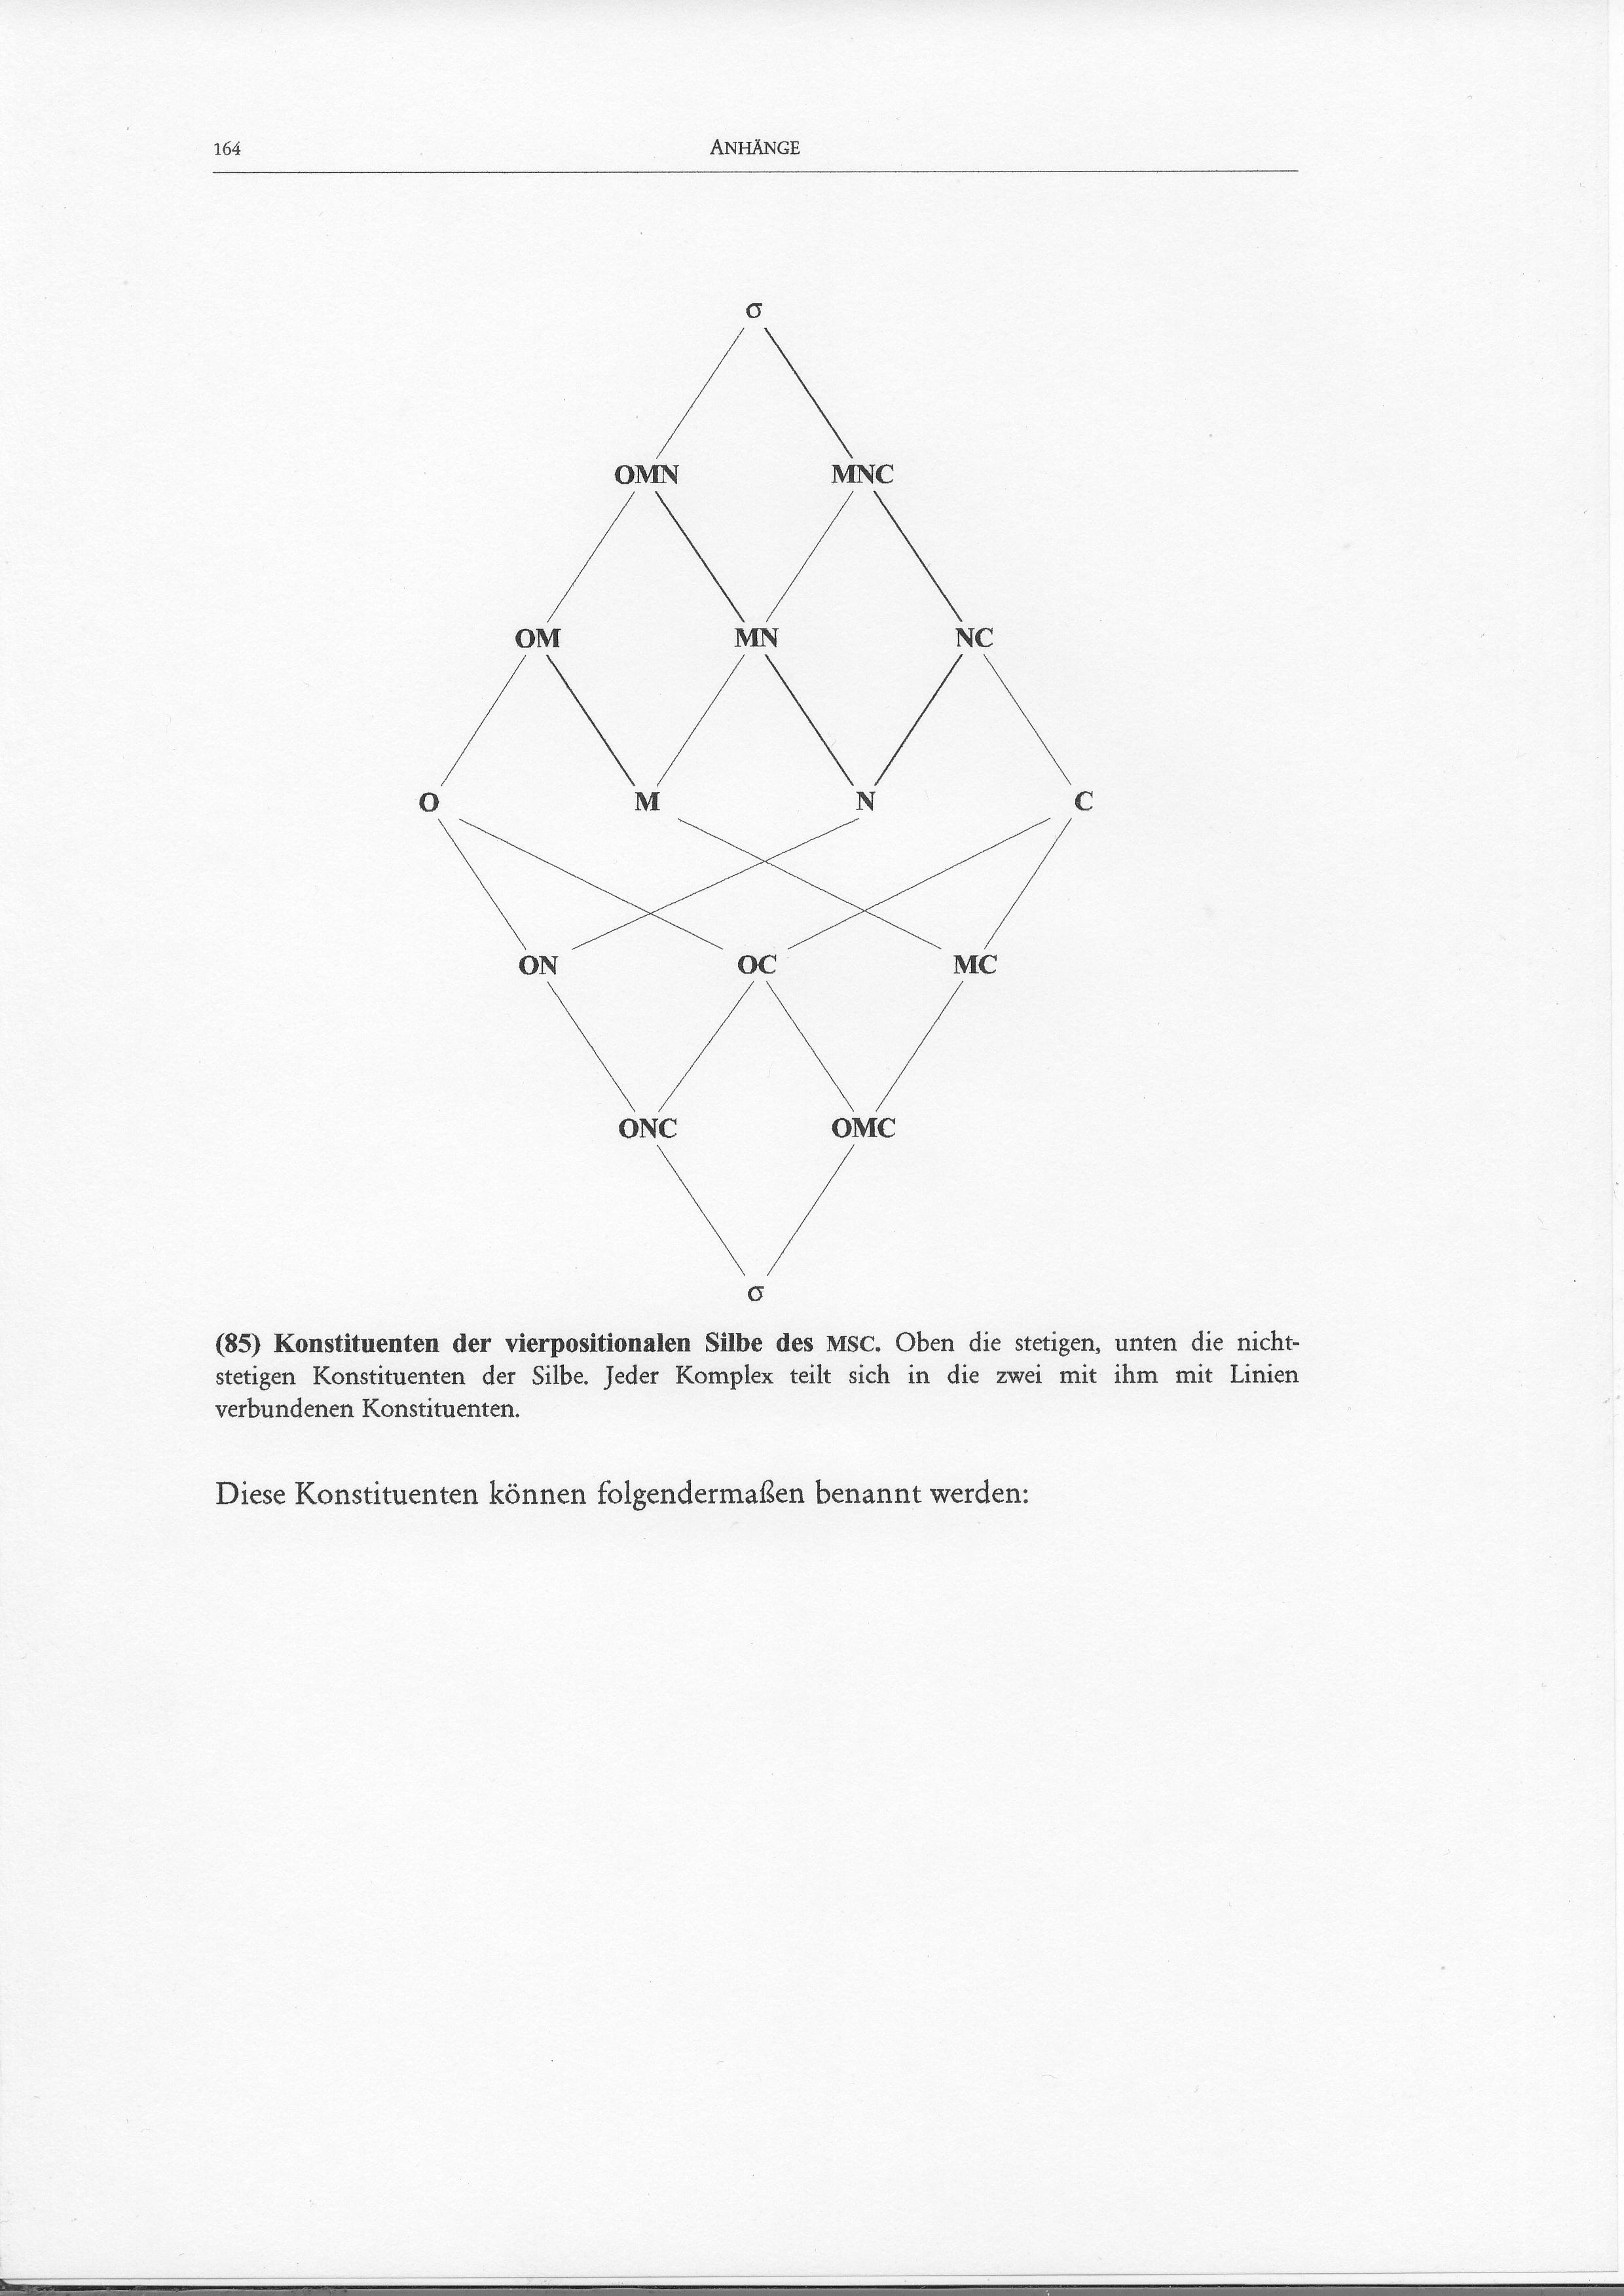 164 ANHÄNGE
σ
OMN MNC
OM MN NC
O M N C
ON OC MC
ONC OMC
σ
(85) Konstituenten der vierpositionalen Silbe des MSC. Oben die stetigen, unten die nicht-
stetigen Konstituenten der Silbe. Jeder Komplex teilt sich in die zwei mit ihm mit Linien
verbundenen Konstituenten.
Diese Konstituenten können folgendermaßen benannt werden: